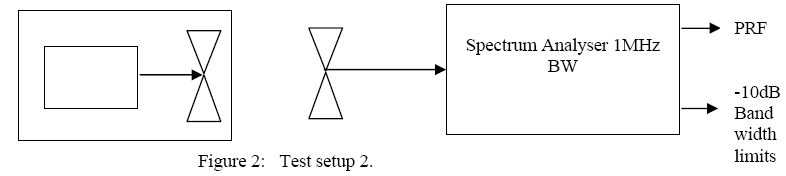 Spectrum Analyser 1MHz
BW
PRF
-10dB
Band
width
limits
Figure 2: Test setup 2.